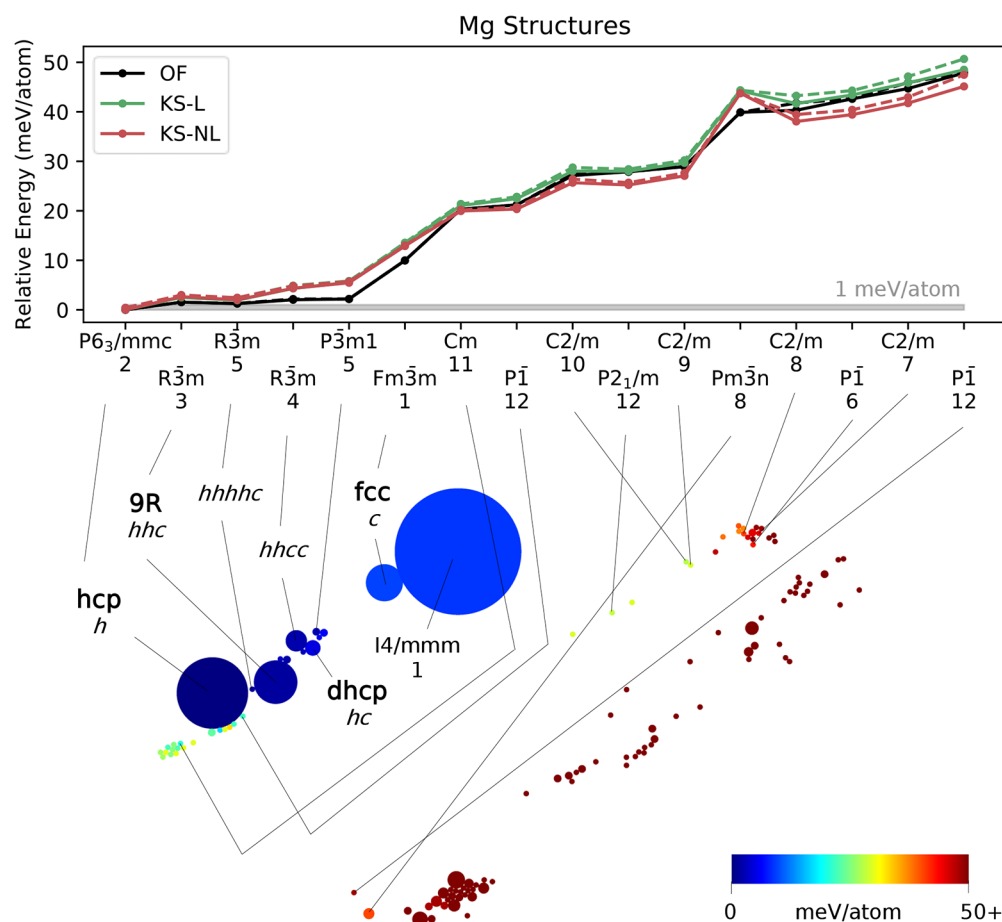 Mg Structures
Relative Energy (meV/atom)
50
40
30
20
10
0
OF
KS-L
KS-NL
1 meV/atom
P6₃/mmc R3m P3m1 Cm C2/m C2/m C2/m C2/m
2 5 5 11 10 9 8 7
R3̄m R3̄m Fm3̄m P1̄ P2₁/m Pm3̄n P1̄ P1̄
3 4 1 12 12 8 6 12
hhhhc
fcc
c
9R
hhc
hhcc
hcp
h
I4/mmm
1
dhcp
hc
0 meV/atom 50+